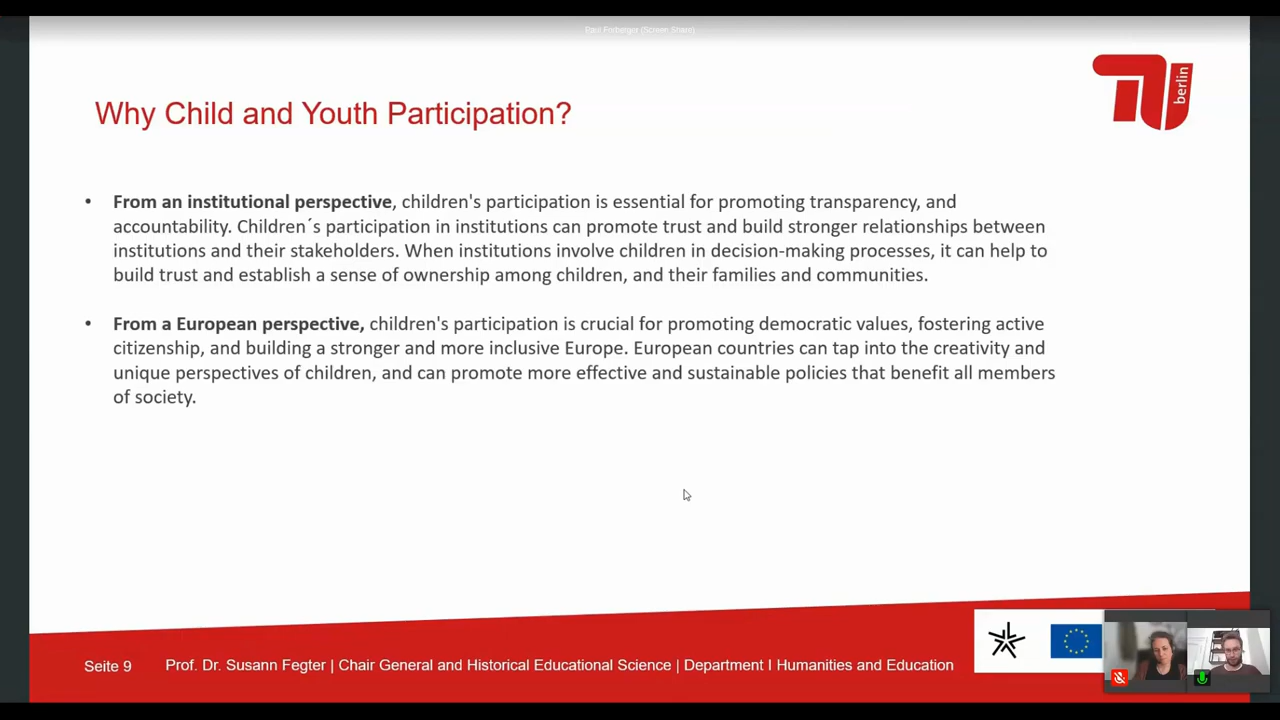 Paul Friberger (Screen Share)
berlin
Why Child and Youth Participation?
• From an institutional perspective, children's participation is essential for promoting transparency, and
accountability. Children´s participation in institutions can promote trust and build stronger relationships between
institutions and their stakeholders. When institutions involve children in decision-making processes, it can help to
build trust and establish a sense of ownership among children, and their families and communities.
• From a European perspective, children's participation is crucial for promoting democratic values, fostering active
citizenship, and building a stronger and more inclusive Europe. European countries can tap into the creativity and
unique perspectives of children, and can promote more effective and sustainable policies that benefit all members
of society.
Seite 9 Prof. Dr. Susann Fegter | Chair General and Historical Educational Science | Department I Humanities and Education